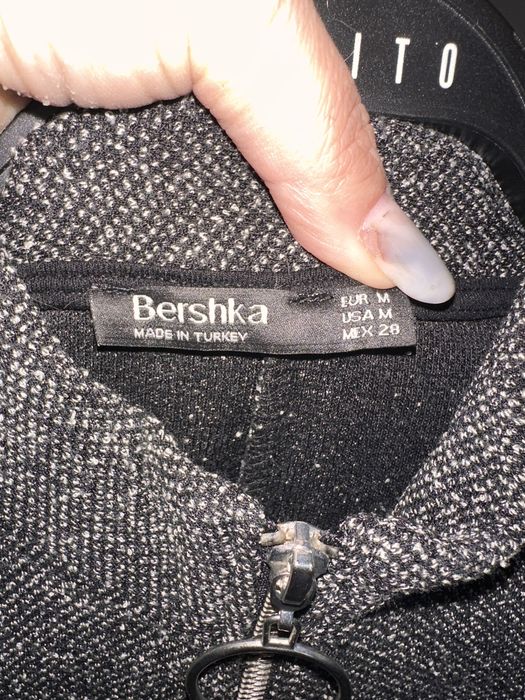 ITO
Bershka
MADE IN TURKEY
EUR M
USA M
MEX 28